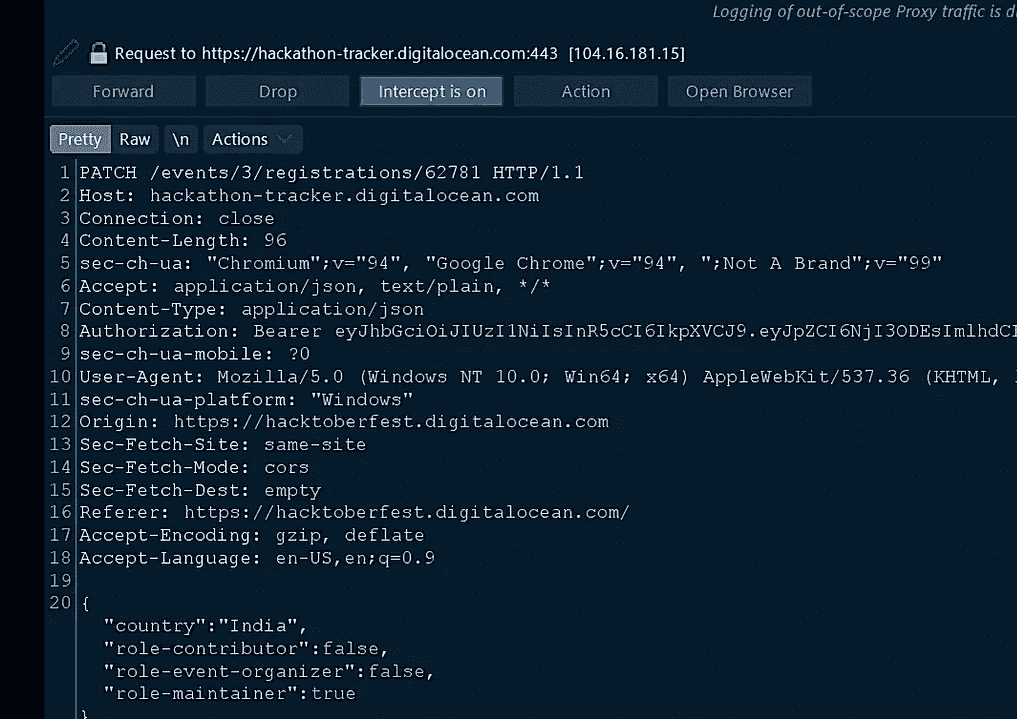 Logging of out-of-scope Proxy traffic is
Request to https://hackathon-tracker.digitalocean.com:443 [104.16.181.15]
Forward Drop Intercept is on Action Open Browser
Pretty Raw \n Actions
1 PATCH /events/3/registrations/62781 HTTP/1.1
2 Host: hackathon-tracker.digitalocean.com
3 Connection: close
4 Content-Length: 96
5 sec-ch-ua: "Chromium";v="94", "Google Chrome";v="94", ";Not A Brand";v="99"
6 Accept: application/json, text/plain, */*
7 Content-Type: application/json
8 Authorization: Bearer eyJhbGciOiJIUzI1NiIsInR5cCI6IkpXVCJ9.eyJpZCI6NjI3ODEsImlhdCI
9 sec-ch-ua-mobile: ?0
10 User-Agent: Mozilla/5.0 (Windows NT 10.0; Win64; x64) AppleWebKit/537.36 (KHTML,
11 sec-ch-ua-platform: "Windows"
12 Origin: https://hacktoberfest.digitalocean.com
13 Sec-Fetch-Site: same-site
14 Sec-Fetch-Mode: cors
15 Sec-Fetch-Dest: empty
16 Referer: https://hacktoberfest.digitalocean.com/
17 Accept-Encoding: gzip, deflate
18 Accept-Language: en-US,en;q=0.9
19
20 {
"country":"India",
"role-contributor":false,
"role-event-organizer":false,
"role-maintainer":true
}